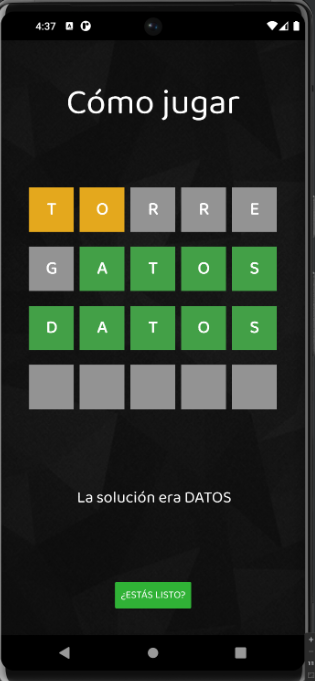 4:37
Cómo jugar
T O R R E
G A T O S
D A T O S
La solución era DATOS
¿ESTÁS LISTO?